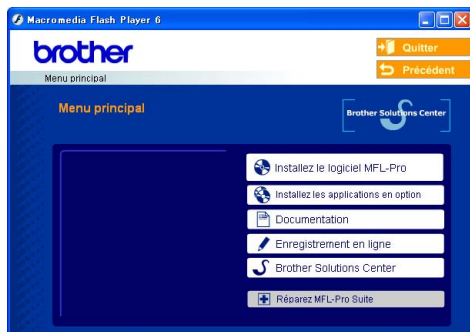 Macromedia Flash Player 6
brother
Quitter
Précédent
Menu principal
Menu principal
Brother Solutions Center
Installez le logiciel MFL-Pro
Installez les applications en option
Documentation
Enregistrement en ligne
Brother Solutions Center
Réparez MFL-Pro Suite